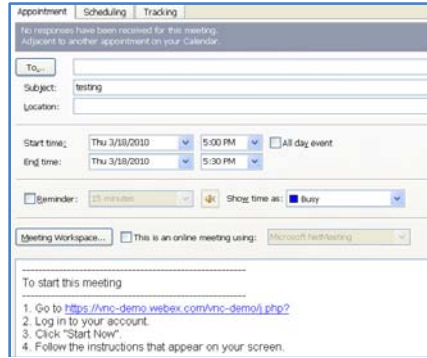 Appointment Scheduling Tracking
No responses have been received for this meeting.
Adjacent to another appointment on your Calendar.
To...
Subject: testing
Location:
Start time: Thu 3/18/2010 5:00 PM All day event
End time: Thu 3/18/2010 5:30 PM
Reminder: 15 minutes Show time as: Busy
Meeting Workspace... This is an online meeting using: Microsoft NetMeeting
--------------------------------------------------------
To start this meeting
--------------------------------------------------------
1. Go to https://vnc-demo.webex.com/vnc-demo/j.php?
2. Log in to your account.
3. Click "Start Now".
4. Follow the instructions that appear on your screen.